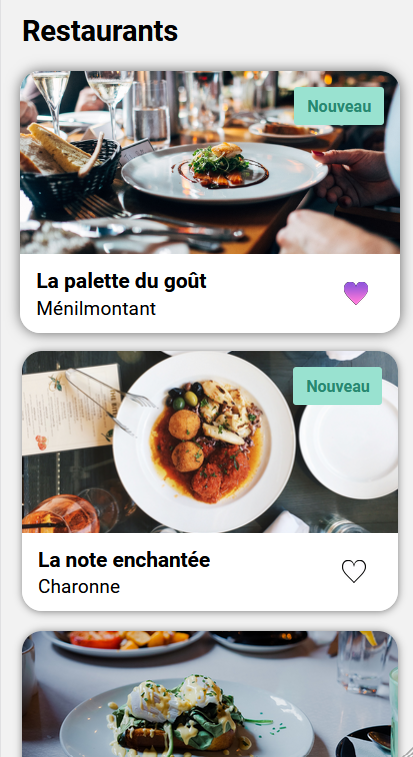 Restaurants
Nouveau
La palette du goût
Ménilmontant
Nouveau
La note enchantée
Charonne